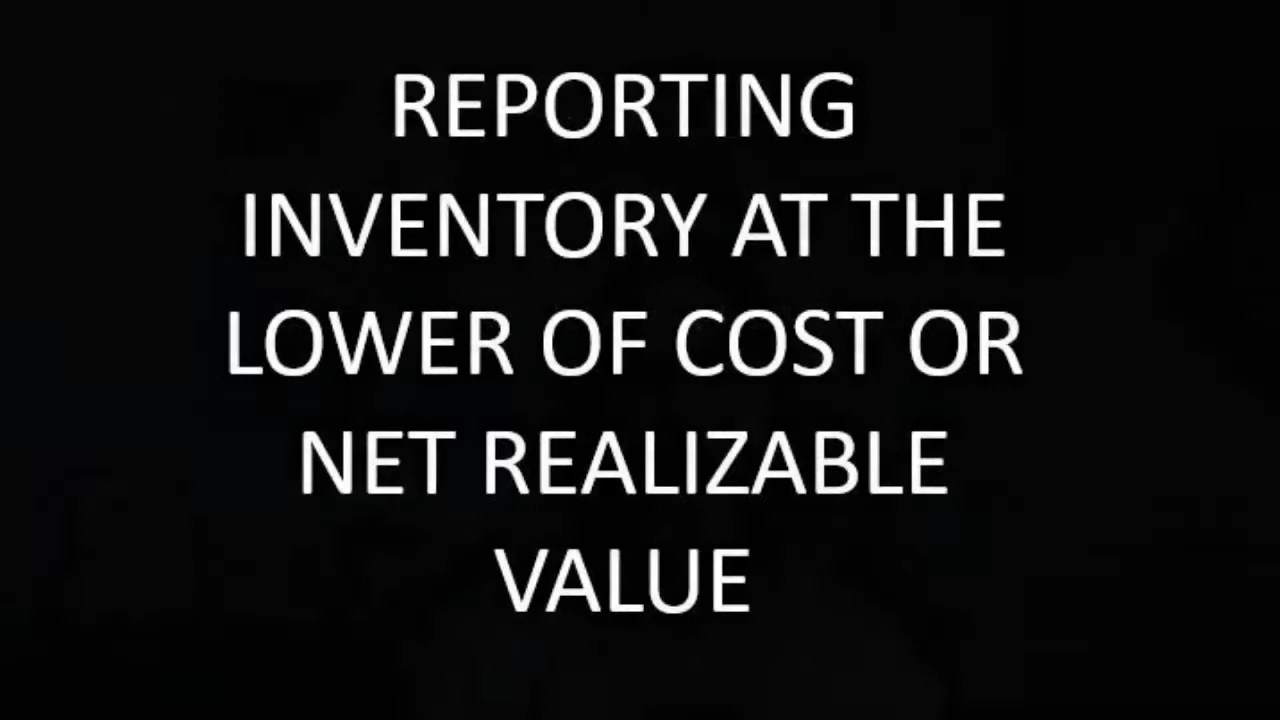 REPORTING
INVENTORY AT THE
LOWER OF COST OR
NET REALIZABLE
VALUE